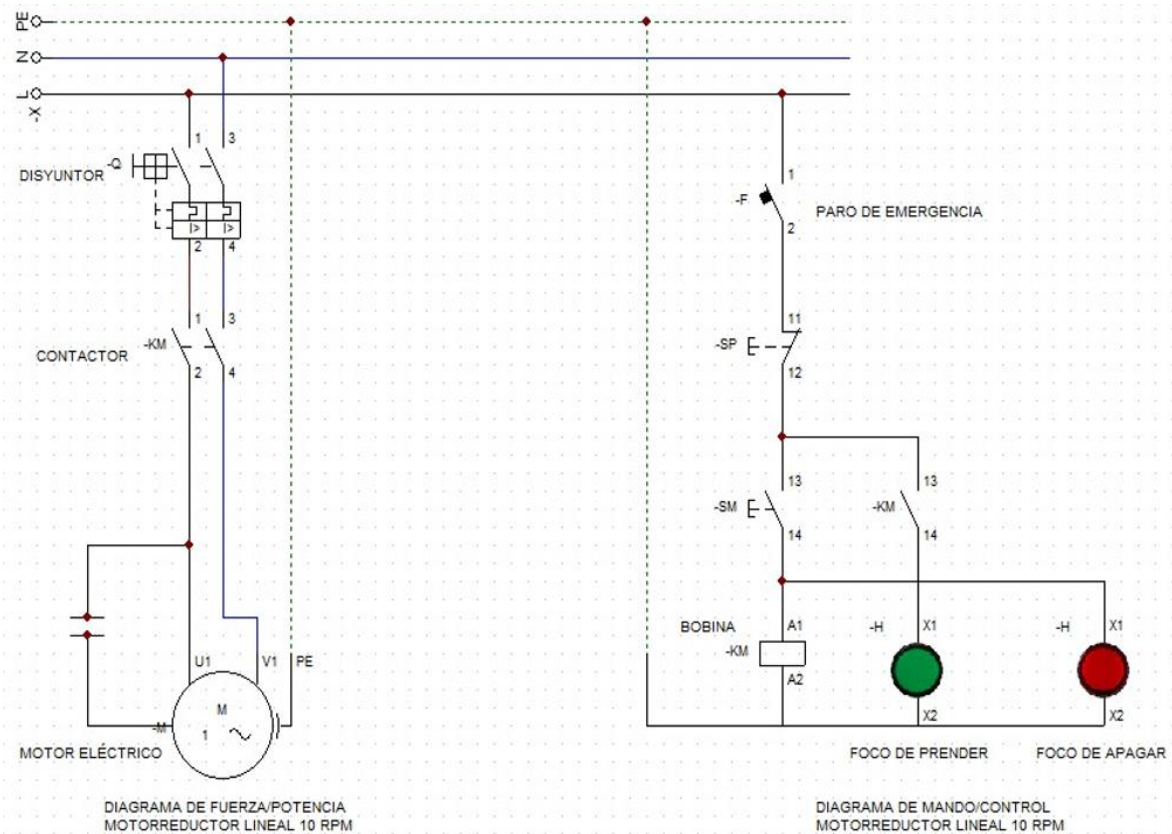 PE
N
L
-X
1 3
-Q
DISYUNTOR
I> I>
2 4
1 3
-KM
CONTACTOR
2 4
U1 V1 PE
M
-M
1
MOTOR ELÉCTRICO
DIAGRAMA DE FUERZA/POTENCIA
MOTORREDUCTOR LINEAL 10 RPM
1
-F
PARO DE EMERGENCIA
2
11
-SP
12
13 13
-SM -KM
14 14
BOBINA A1 -H X1 -H X1
-KM
A2
X2 X2
FOCO DE PRENDER FOCO DE APAGAR
DIAGRAMA DE MANDO/CONTROL
MOTORREDUCTOR LINEAL 10 RPM